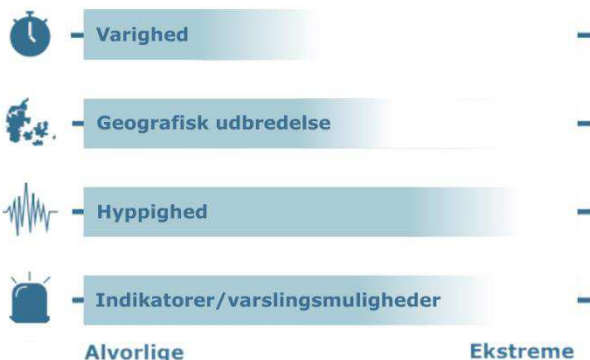 Varighed
Geografisk udbredelse
Hyppighed
Indikatorer/varslingsmuligheder
Alvorlige Ekstreme